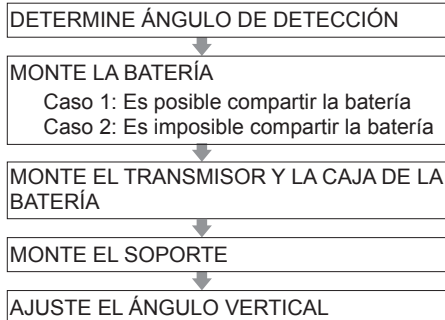 DETERMINE ÁNGULO DE DETECCIÓN
MONTE LA BATERÍA
Caso 1: Es posible compartir la batería
Caso 2: Es imposible compartir la batería
MONTE EL TRANSMISOR Y LA CAJA DE LA
BATERÍA
MONTE EL SOPORTE
AJUSTE EL ÁNGULO VERTICAL